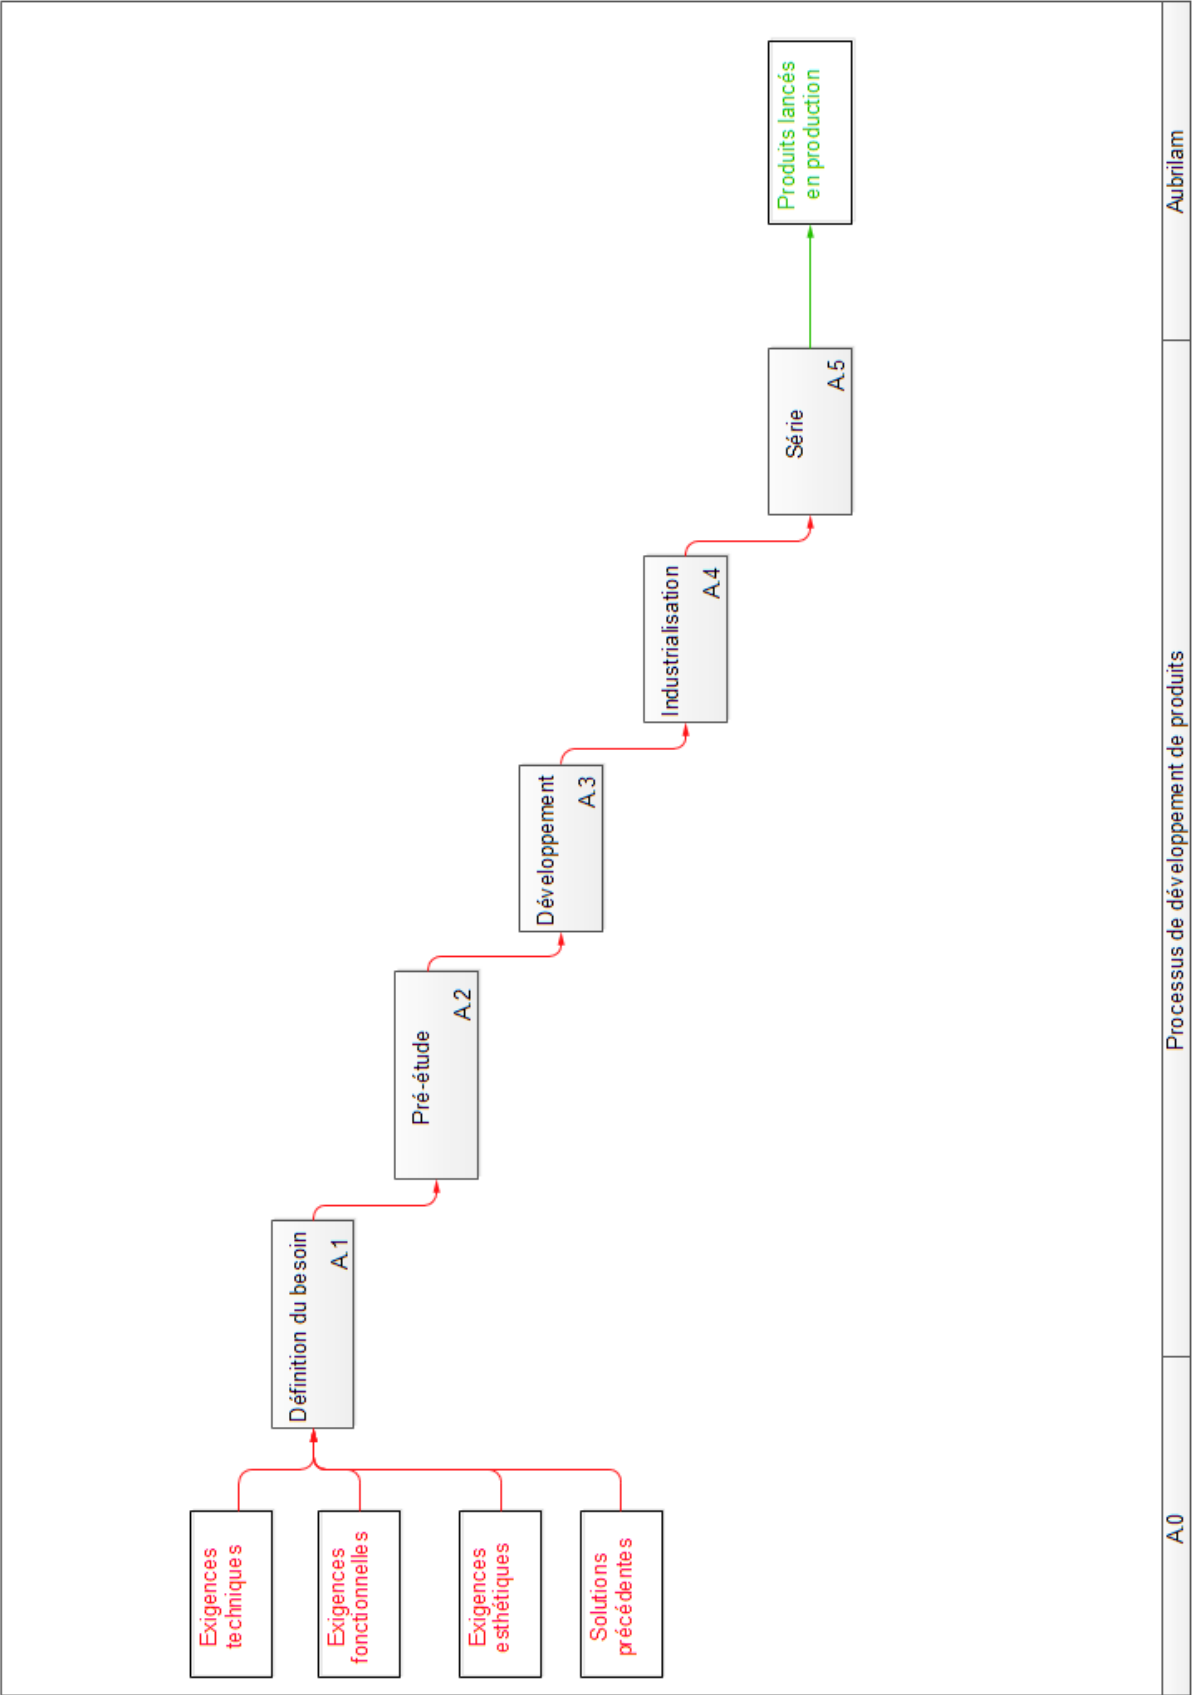 Exigences
techniques
Exigences
fonctionnelles
Exigences
esthétiques
Solutions
précédentes
Définition du besoin
A.1
Pré-étude
A.2
Développement
A.3
Industrialisation
A.4
Série
A.5
Produits lancés
en production
A.0
Processus de développement de produits
Aubrilam